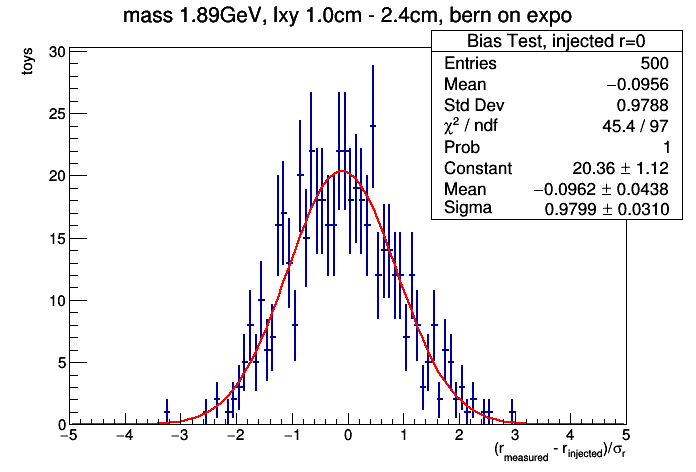 mass 1.89GeV, lxy 1.0cm - 2.4cm, bern on expo
Bias Test, injected r=0
Entries 500
Mean −0.0956
Std Dev 0.9788
χ² / ndf 45.4 / 97
Prob 1
Constant 20.36 ± 1.12
Mean −0.0962 ± 0.0438
Sigma 0.9799 ± 0.0310
toys
30
25
20
15
10
5
0
−5 −4 −3 −2 −1 0 1 2 3 4 5
(r_measured - r_injected)/σ_r